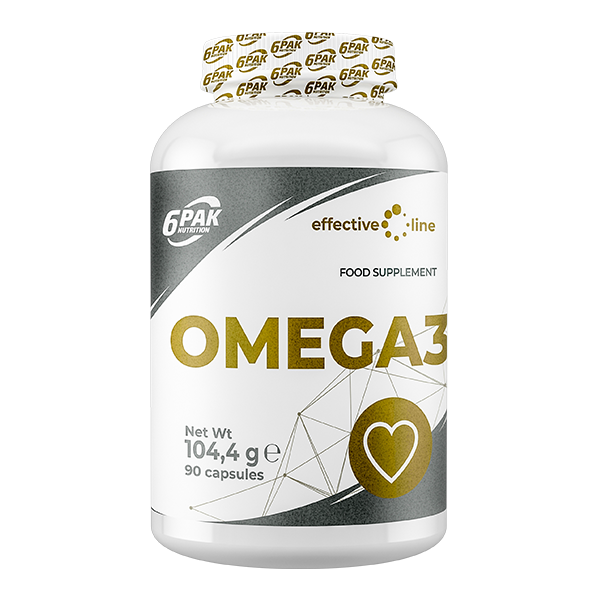 6PAK
NUTRITION
effective line
FOOD SUPPLEMENT
OMEGA3
Net Wt
104,4 g ℮
90 capsules